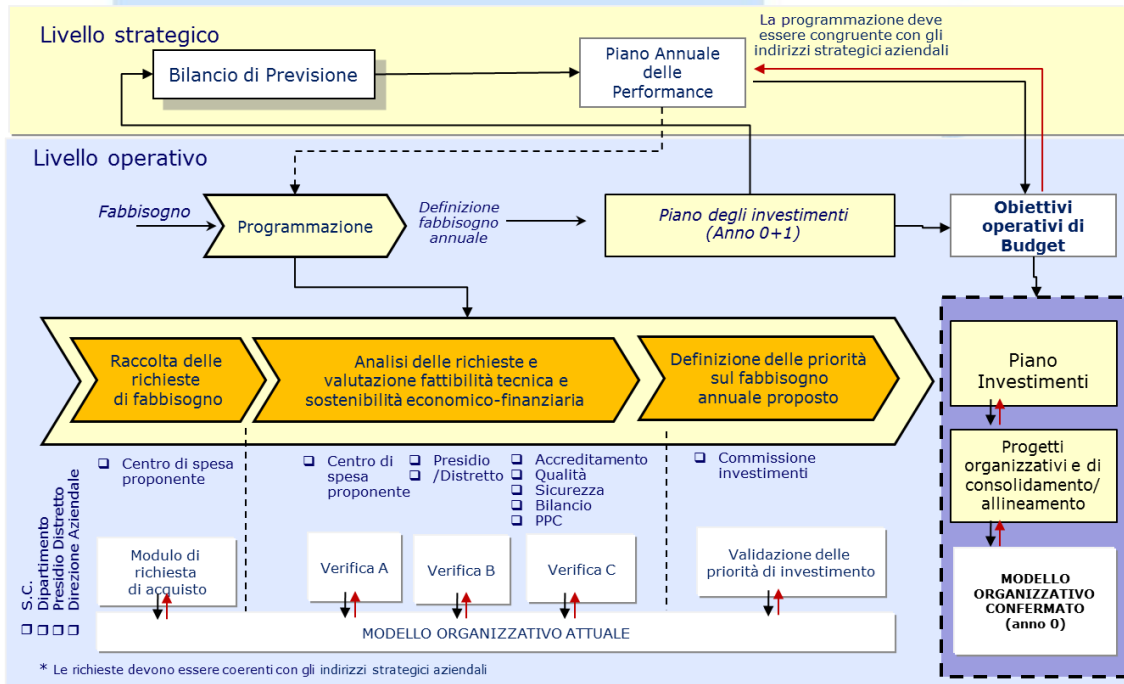 Livello strategico
Bilancio di Previsione
Piano Annuale
delle
Performance
La programmazione deve
essere congruente con gli
indirizzi strategici aziendali
Livello operativo
Fabbisogno
Programmazione
Definizione
fabbisogno
annuale
Piano degli investimenti
(Anno 0+1)
Obiettivi
operativi di
Budget
Raccolta delle
richieste
di fabbisogno
Analisi delle richieste e
valutazione fattibilità tecnica e
sostenibilità economico-finanziaria
Definizione delle priorità
sul fabbisogno
annuale proposto
Piano
Investimenti
Progetti
organizzativi e di
consolidamento/
allineamento
MODELLO
ORGANIZZATIVO
CONFERMATO
(anno 0)
❑ S.C.
❑ Dipartimento
❑ Presidio Distretto
❑ Direzione Aziendale
❑ Centro di spesa
proponente
❑ Centro di
spesa
proponente
❑ Presidio
❑ /Distretto
❑ Accreditamento
❑ Qualità
❑ Sicurezza
❑ Bilancio
❑ PPC
❑ Commissione
investimenti
Modulo di
richiesta
di acquisto
Verifica A
Verifica B
Verifica C
Validazione delle
priorità di investimento
MODELLO ORGANIZZATIVO ATTUALE
* Le richieste devono essere coerenti con gli indirizzi strategici aziendali